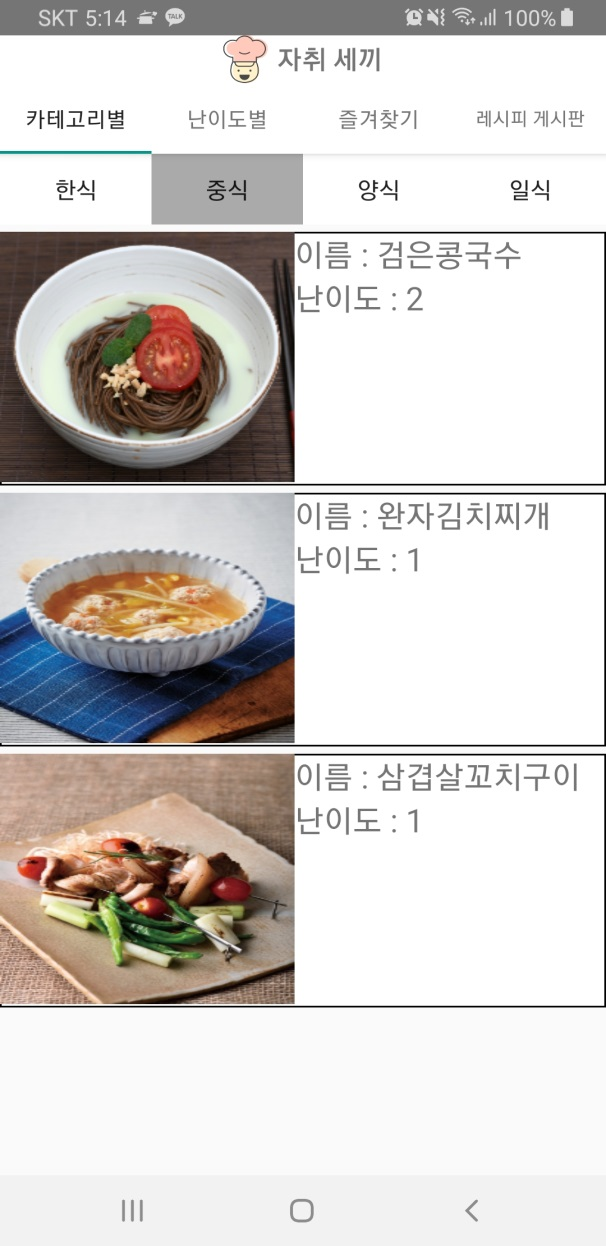 SKT 5:14 TALK 100%
자취 세끼
카테고리별 난이도별 즐겨찾기 레시피 게시판
한식 중식 양식 일식
이름 : 검은콩국수
난이도 : 2
이름 : 완자김치찌개
난이도 : 1
이름 : 삼겹살꼬치구이
난이도 : 1